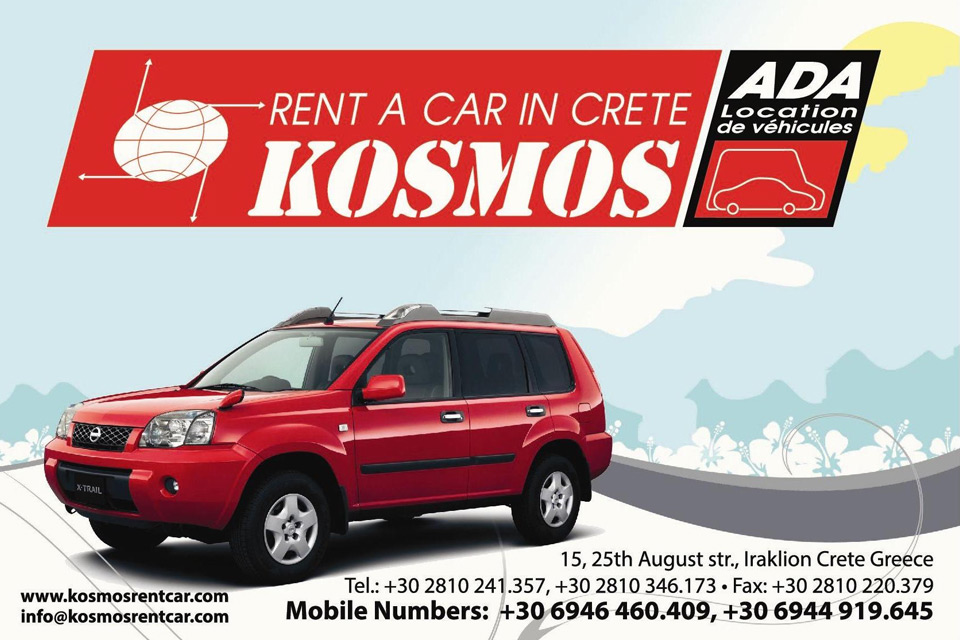 RENT A CAR IN CRETE
KOSMOS
ADA
Location
de véhicules
X-TRAIL
15, 25th August str., Iraklion Crete Greece
Tel.: +30 2810 241.357, +30 2810 346.173 • Fax: +30 2810 220.379
Mobile Numbers: +30 6946 460.409, +30 6944 919.645
www.kosmosrentcar.com
info@kosmosrentcar.com